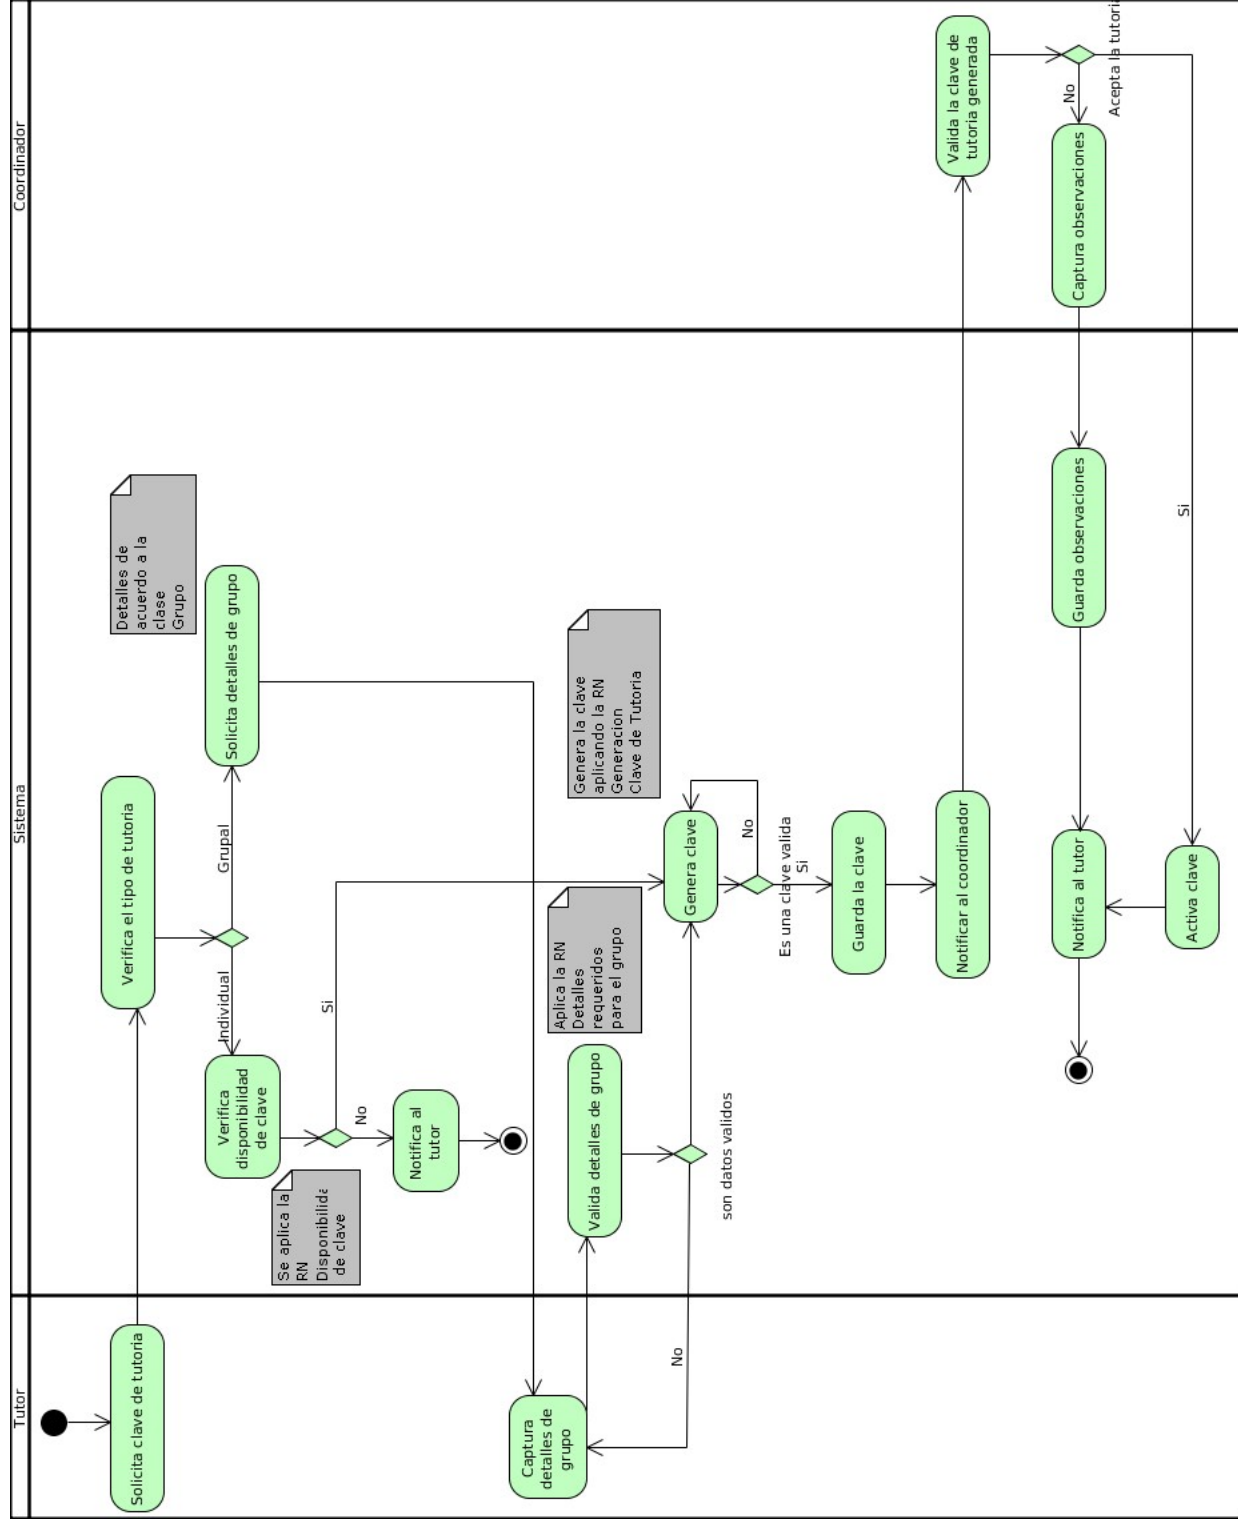 Tutor
Sistema
Coordinador
Solicita clave de tutoria
Verifica el tipo de tutoria
Individual
Grupal
Detalles de
acuerdo a la
clase
Grupo
Verifica
disponibilidad
de clave
Solicita detalles de grupo
Se aplica la
RN
de clave
Si
No
Notifica al
tutor
Captura
detalles de
grupo
Aplica la RN
Detalles
requeridos
para el grupo
Valida detalles de grupo
Genera la clave
aplicando la RN
Generacion
Clave de Tutoria
No
son datos validos
Genera clave
No
Es una clave valida
Si
Guarda la clave
Notificar al coordinador
Valida la clave de
tutoria generada
No
Acepta la tutoria
Captura observaciones
Guarda observaciones
Notifica al tutor
Si
Activa clave